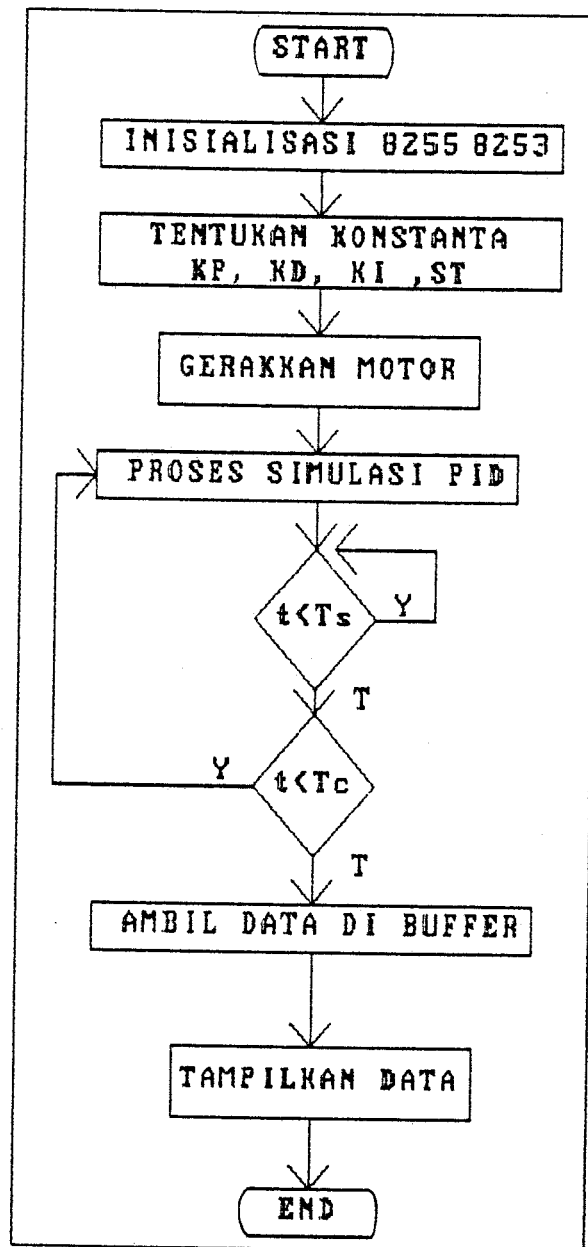 START
INISIALISASI 8255 8253
TENTUKAN KONSTANTA
KP, KD, KI ,ST
GERAKKAN MOTOR
PROSES SIMULASI PID
t<Ts
Y
T
t<Tc
Y
T
AMBIL DATA DI BUFFER
TAMPILKAN DATA
END